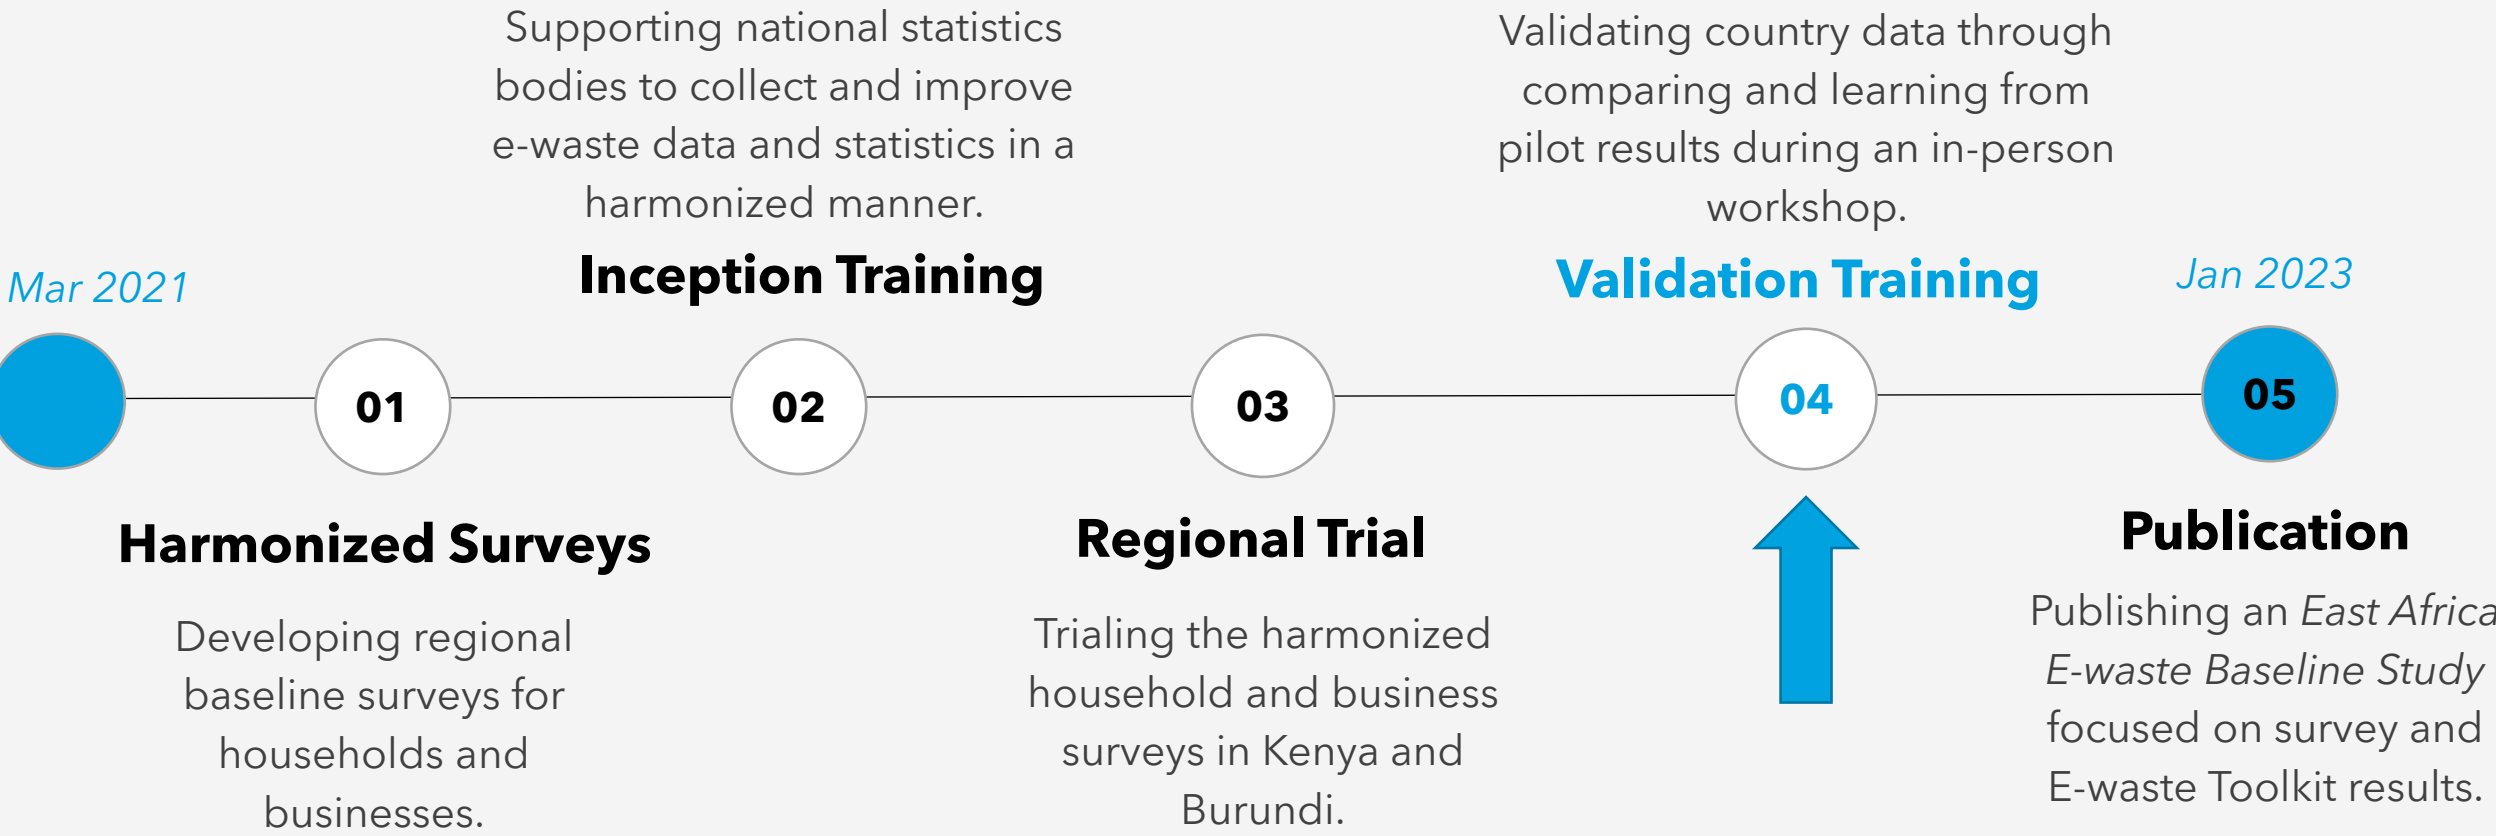 Supporting national statistics
bodies to collect and improve
e-waste data and statistics in a
harmonized manner.
Inception Training
Validating country data through
comparing and learning from
pilot results during an in-person
workshop.
Validation Training
Mar 2021
Jan 2023
01
02
03
04
05
Harmonized Surveys
Developing regional
baseline surveys for
households and
businesses.
Regional Trial
Trialing the harmonized
household and business
surveys in Kenya and
Burundi.
Publication
Publishing an East Africa
E-waste Baseline Study
focused on survey and
E-waste Toolkit results.